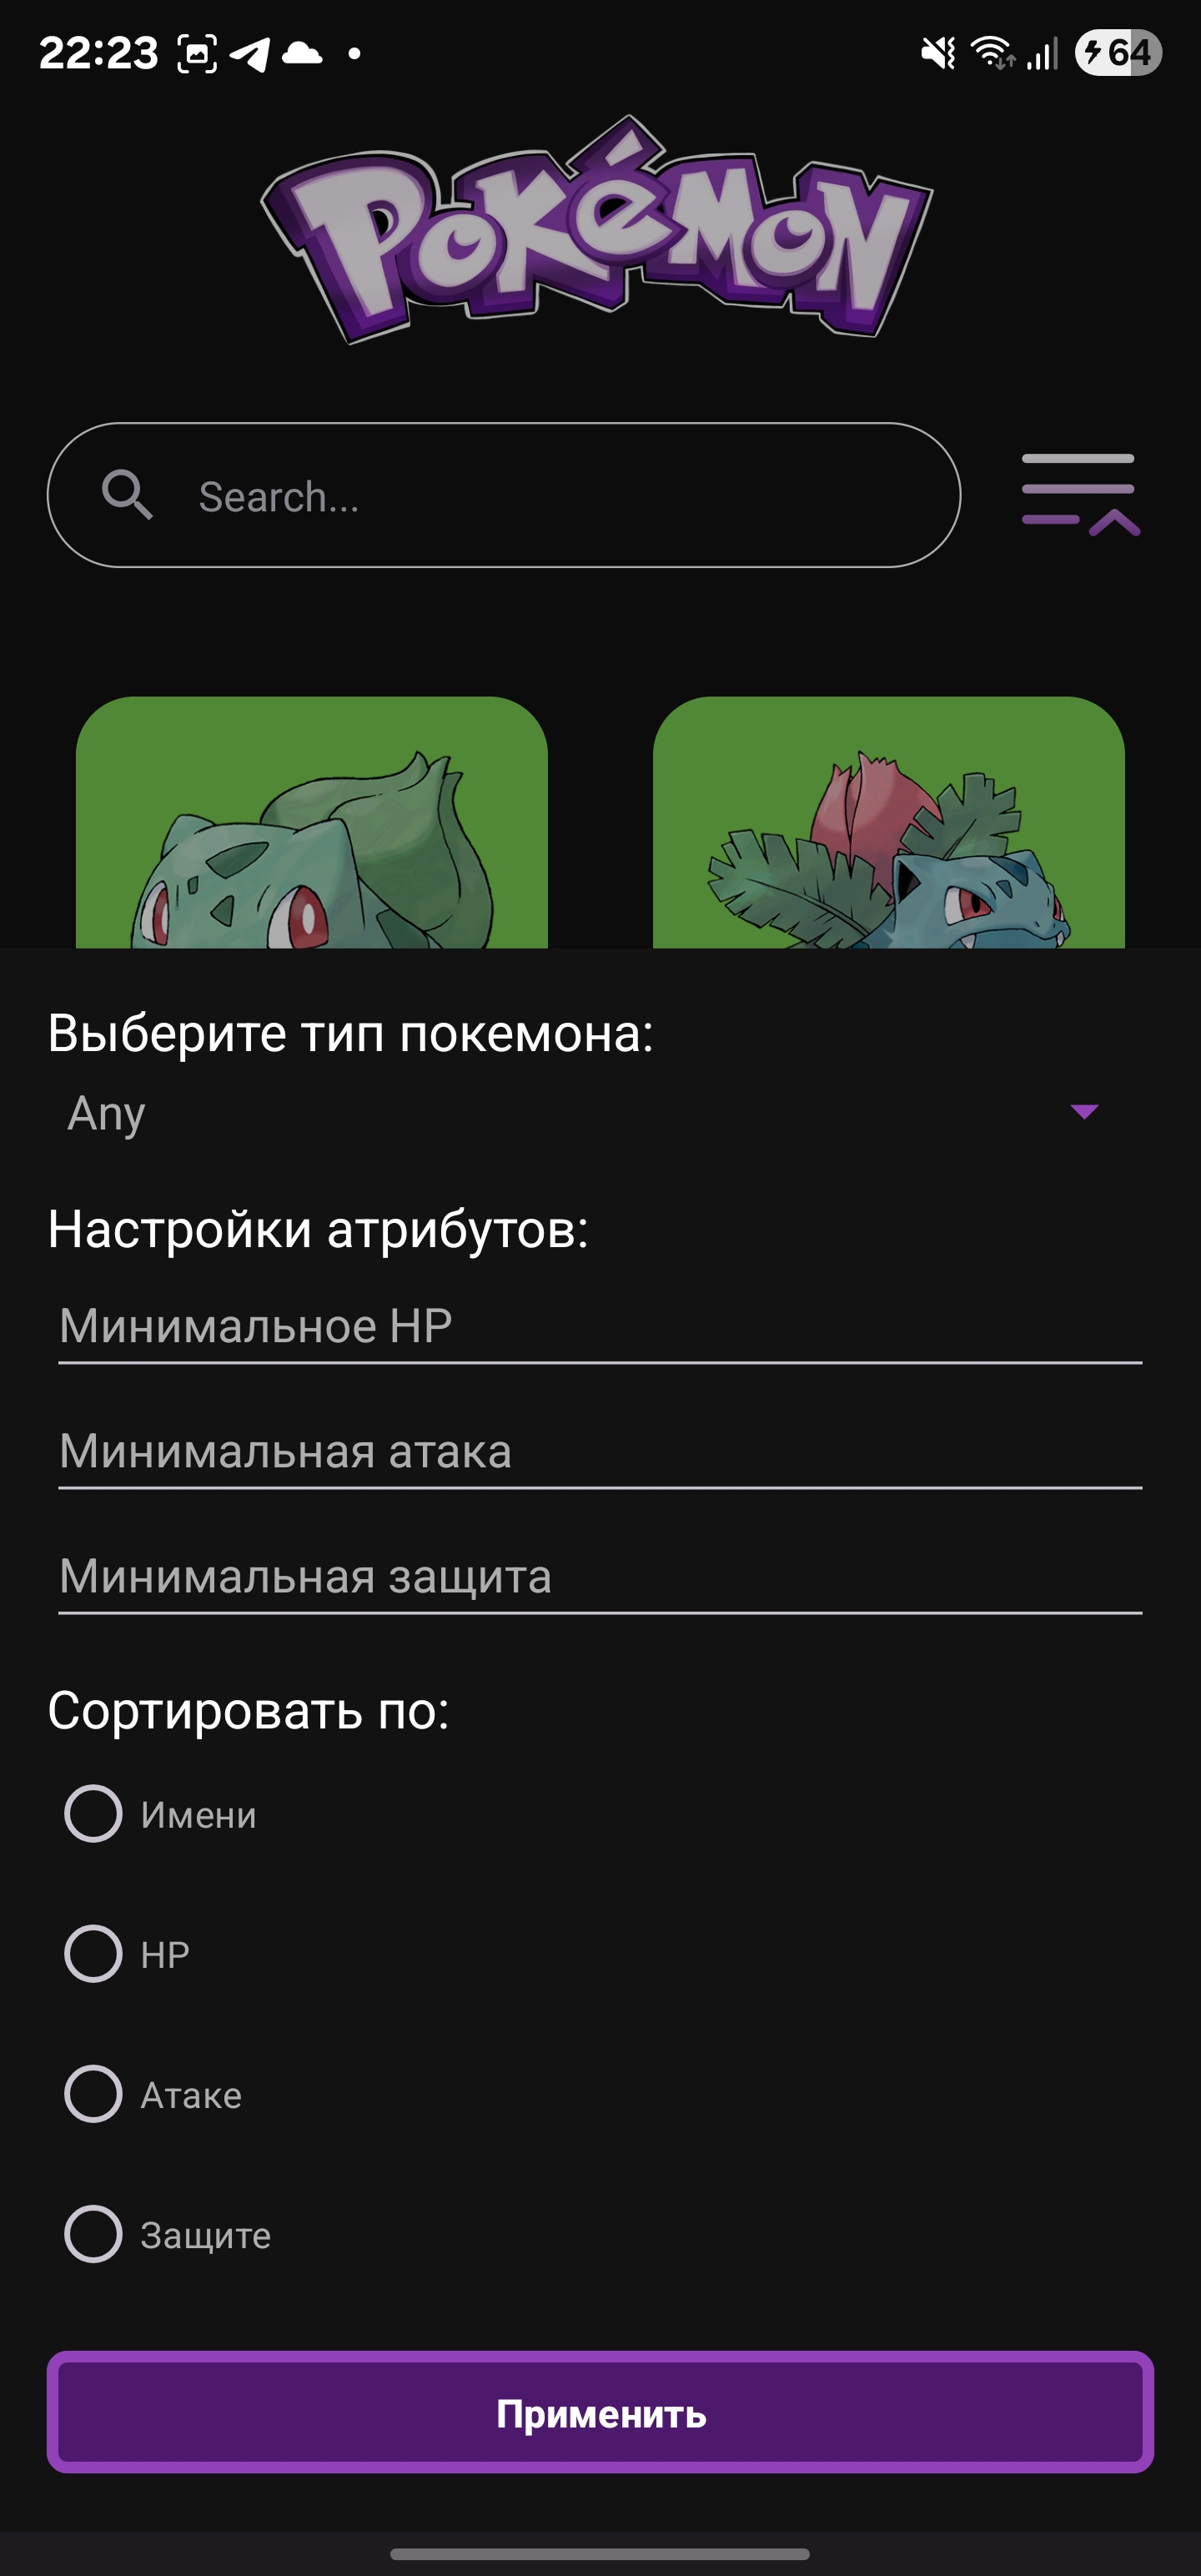 22:23
64
Pokémon
Search...
Выберите тип покемона:
Any
Настройки атрибутов:
Минимальное HP
Минимальная атака
Минимальная защита
Сортировать по:
Имени
HP
Атаке
Защите
Применить